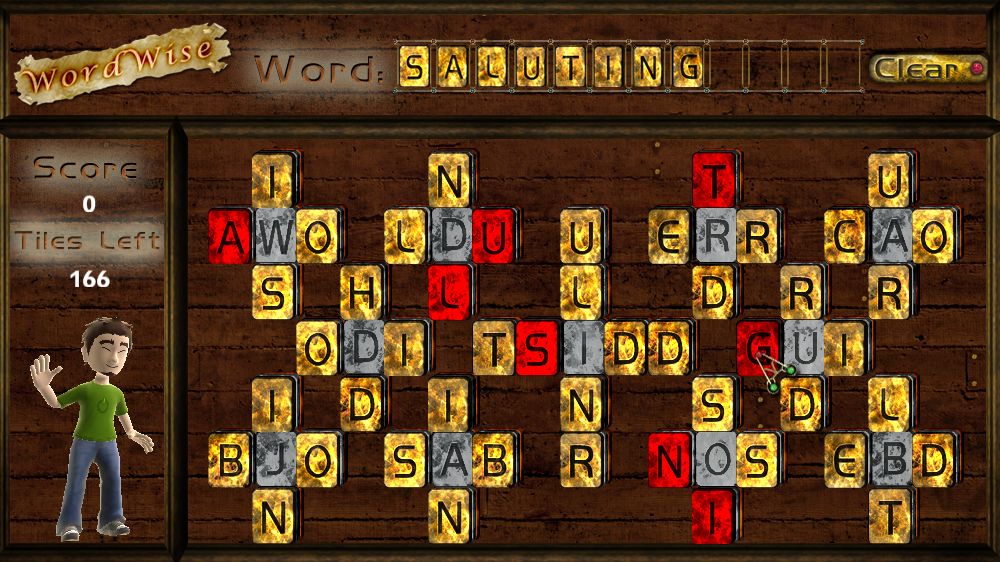 WordWise
Word: SALUTING
Clear
Score
0
Tiles Left
166
I N T U
A W O L D U U E R R C A O
S H L L D R R
O D I T S I D D G U I
I D I N S D L
B J O S A B R N O S E B D
N N I T